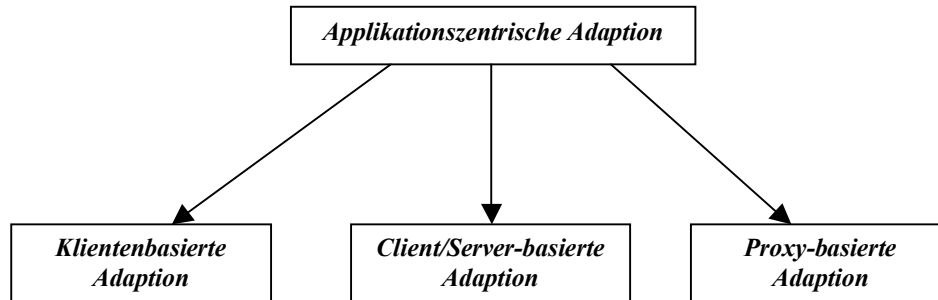 Applikationszentrische Adaption
Klientenbasierte
Adaption
Client/Server-basierte
Adaption
Proxy-basierte
Adaption